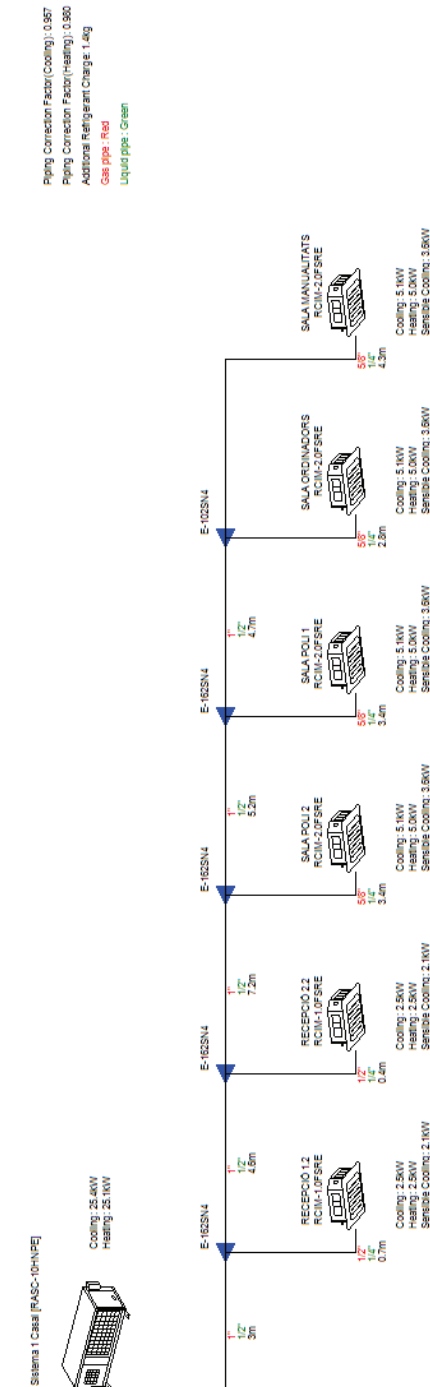 Sistema 1 Casal [RASC-10HNPE]
Cooling: 25.4kW
Heating: 25.1kW
Piping Correction Factor(Cooling): 0.957
Piping Correction Factor(Heating): 0.980
Additional Refrigerant Charge: 1.4kg
Gas pipe: Red
Liquid pipe: Green
1"
1/2"
3m
E-162SN4
1"
1/2"
4.6m
E-162SN4
1"
1/2"
7.2m
E-162SN4
1"
1/2"
5.2m
E-162SN4
1"
1/2"
4.7m
E-102SN4
RECEPCIÓ 1.2
RCIM-1.0FSRE
1/2"
1/4"
0.7m
Cooling: 2.5kW
Heating: 2.5kW
Sensible Cooling: 2.1kW
RECEPCIÓ 2.2
RCIM-1.0FSRE
1/2"
1/4"
0.4m
Cooling: 2.5kW
Heating: 2.5kW
Sensible Cooling: 2.1kW
SALA POLI 2
RCIM-2.0FSRE
5/8"
1/4"
3.4m
Cooling: 5.1kW
Heating: 5.0kW
Sensible Cooling: 3.6kW
SALA POLI 1
RCIM-2.0FSRE
5/8"
1/4"
3.4m
Cooling: 5.1kW
Heating: 5.0kW
Sensible Cooling: 3.6kW
SALA ORDINADORS
RCIM-2.0FSRE
5/8"
1/4"
2.8m
Cooling: 5.1kW
Heating: 5.0kW
Sensible Cooling: 3.6kW
SALA MANUALITATS
RCIM-2.0FSRE
5/8"
1/4"
4.3m
Cooling: 5.1kW
Heating: 5.0kW
Sensible Cooling: 3.6kW